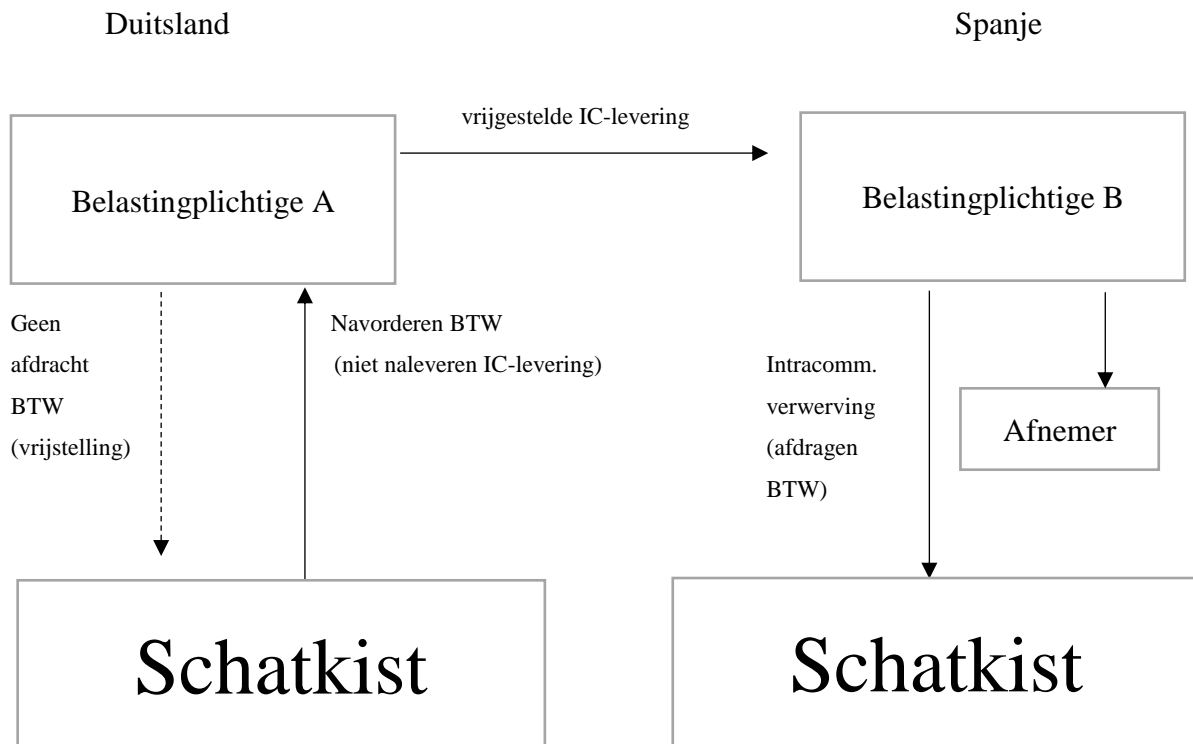 Duitsland
Spanje
vrijgestelde IC-levering
Belastingplichtige A
Belastingplichtige B
Geen
afdracht
BTW
(vrijstelling)
Navorderen BTW
(niet naleveren IC-levering)
Intracomm.
verwerving
(afdragen
BTW)
Afnemer
Schatkist
Schatkist